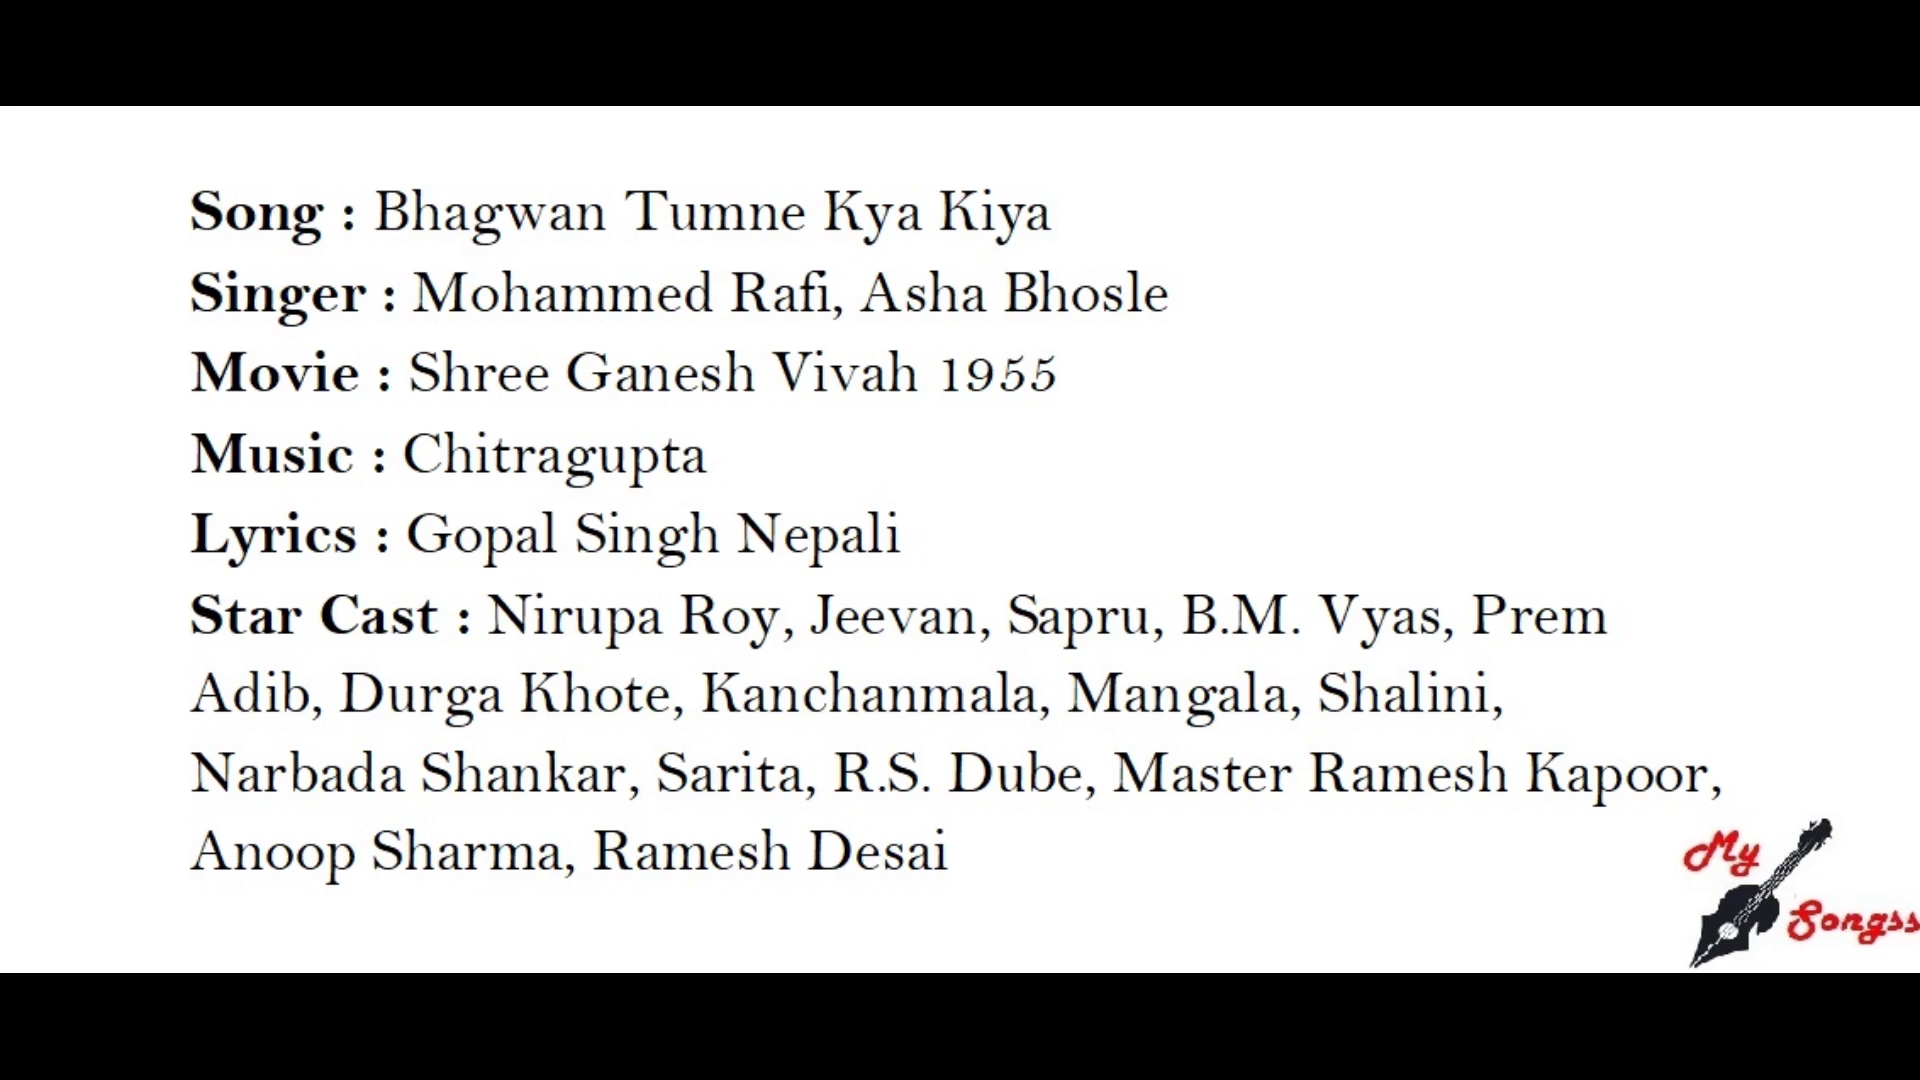 Song : Bhagwan Tumne Kya Kiya
Singer : Mohammed Rafi, Asha Bhosle
Movie : Shree Ganesh Vivah 1955
Music : Chitragupta
Lyrics : Gopal Singh Nepali
Star Cast : Nirupa Roy, Jeevan, Sapru, B.M. Vyas, Prem
Adib, Durga Khote, Kanchanmala, Mangala, Shalini,
Narbada Shankar, Sarita, R.S. Dube, Master Ramesh Kapoor,
Anoop Sharma, Ramesh Desai
My
Songss